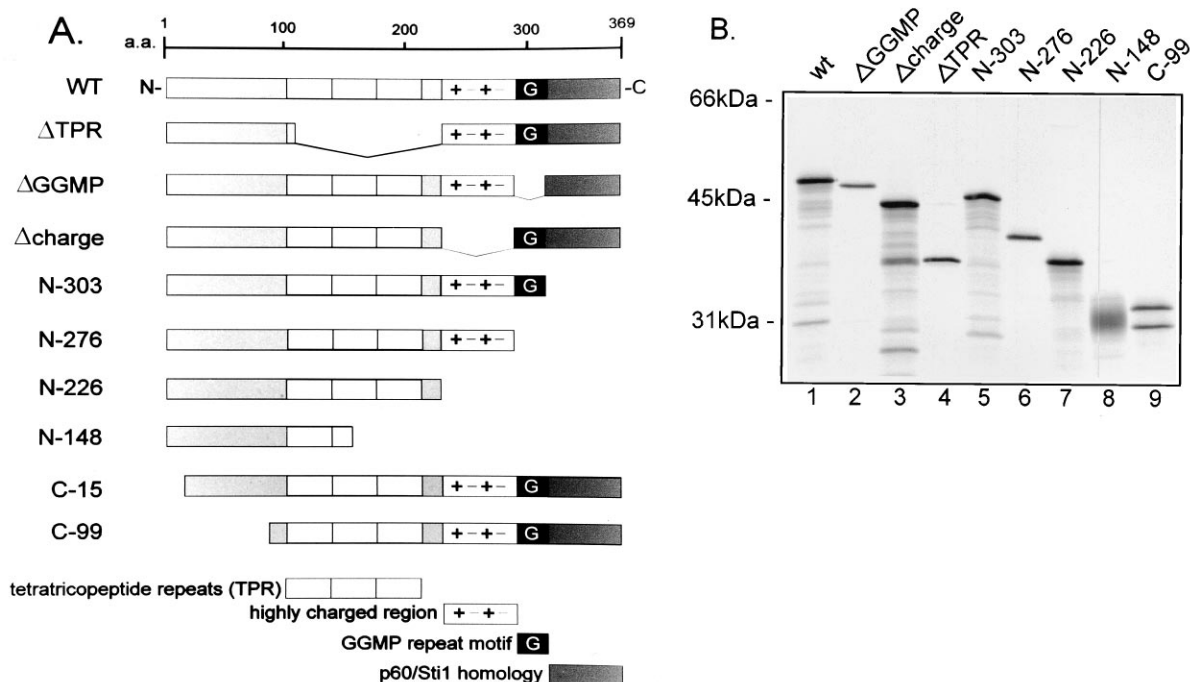 A.
1 100 200 300 369
a.a.
WT N- + - + - G -C
ΔTPR + - + - G
ΔGGMP + - + -
Δcharge G
N-303 + - + - G
N-276 + - + -
N-226
N-148
C-15 + - + - G
C-99 + - + - G
tetratricopeptide repeats (TPR)
highly charged region + - + -
GGMP repeat motif G
p60/Sti1 homology
B.
wt ΔGGMP Δcharge ΔTPR N-303 N-276 N-226 N-148 C-99
66kDa -
45kDa -
31kDa -
1 2 3 4 5 6 7 8 9